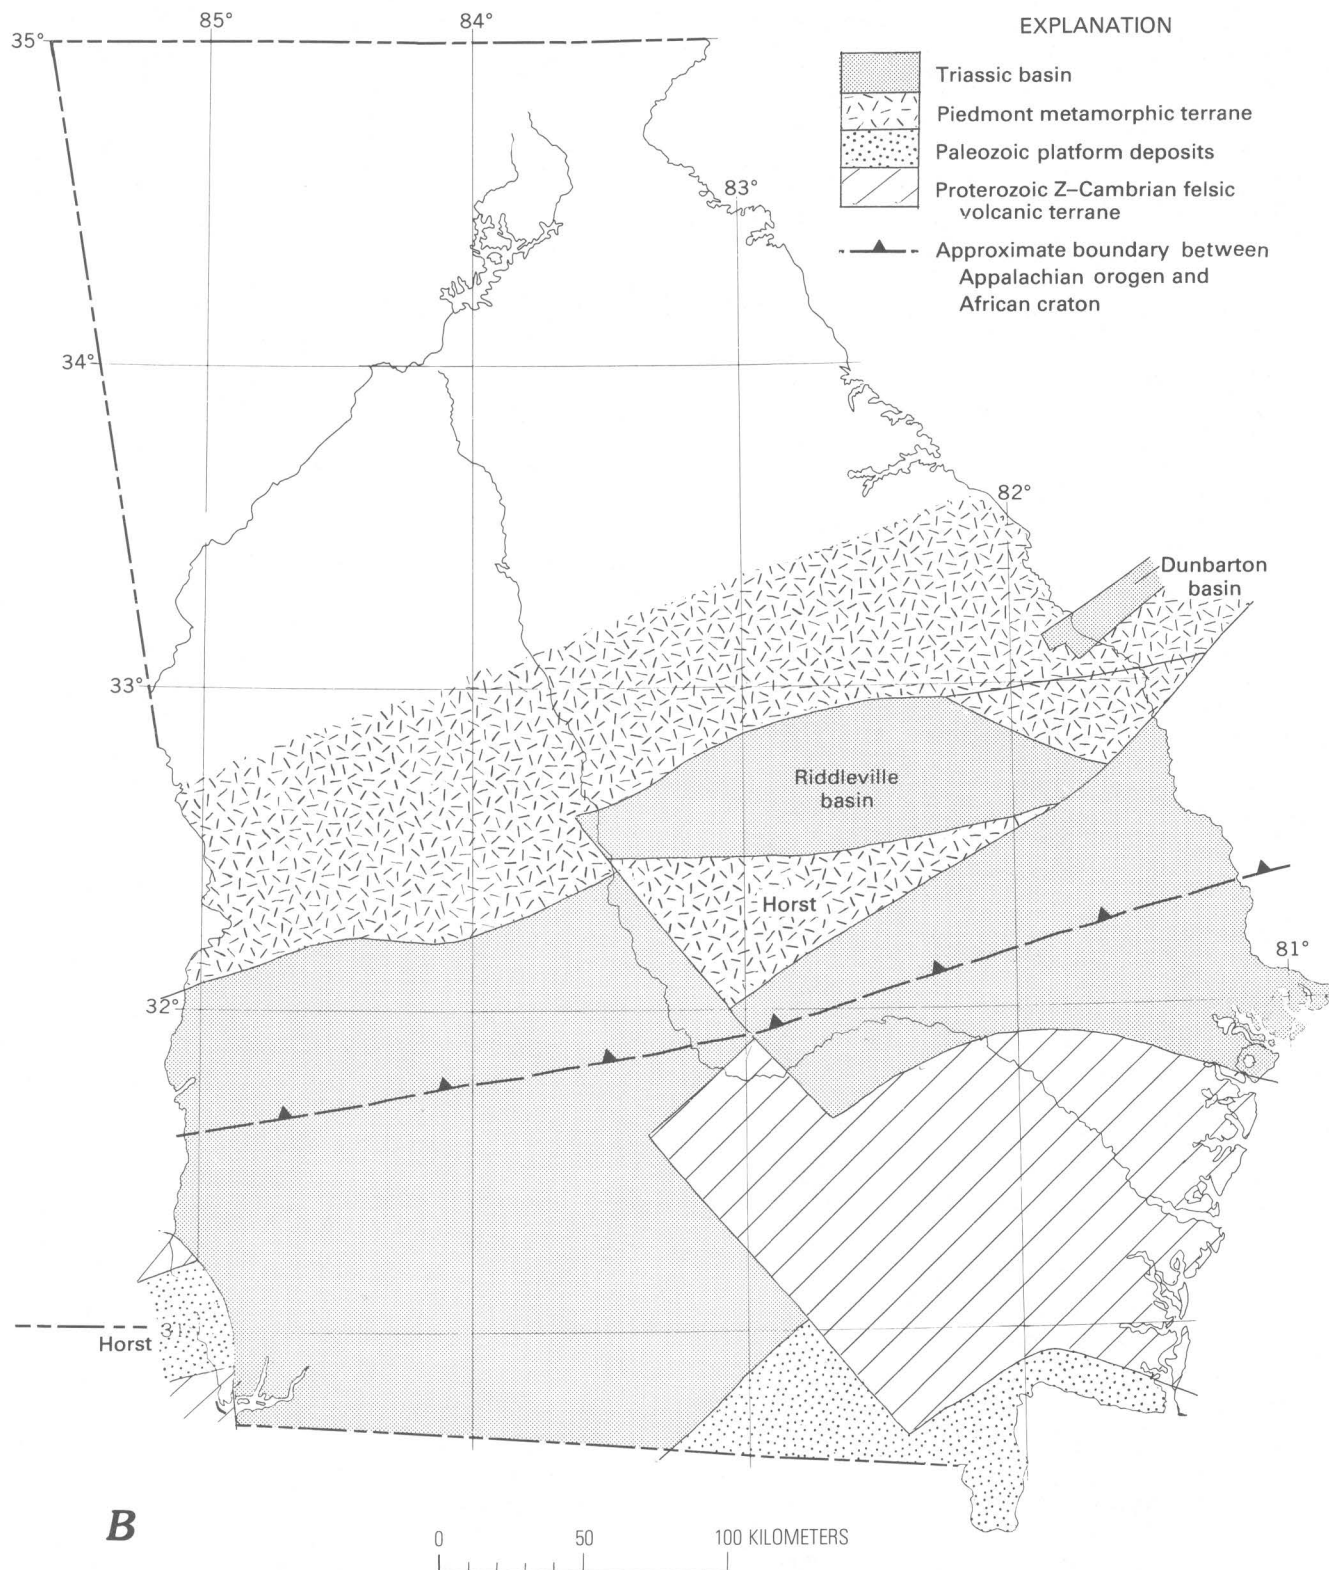 85°
84°
EXPLANATION
35°
Triassic basin
Piedmont metamorphic terrane
Paleozoic platform deposits
Proterozoic Z–Cambrian felsic
volcanic terrane
Approximate boundary between
Appalachian orogen and
African craton
83°
34°
82°
Dunbarton
basin
33°
Riddleville
basin
Horst
81°
32°
31°
Horst
B
0 50 100 KILOMETERS